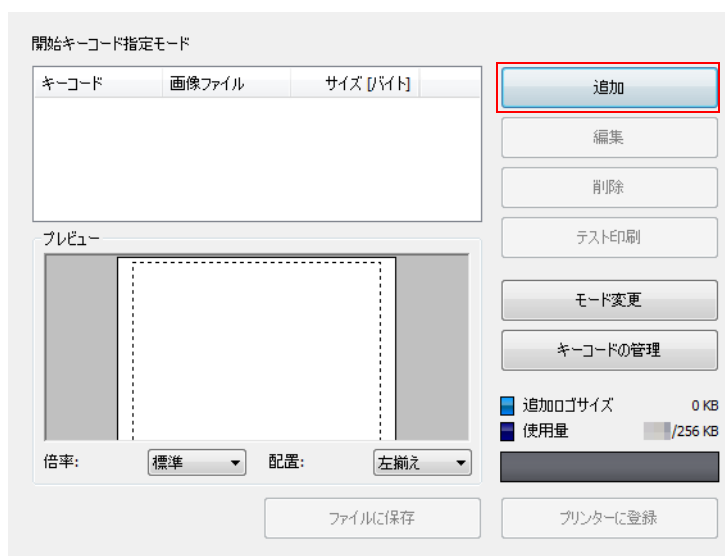 開始キーコード指定モード
キーコード 画像ファイル サイズ [バイト]
追加
編集
削除
テスト印刷
プレビュー
モード変更
キーコードの管理
追加ロゴサイズ 0 KB
使用量 /256 KB
倍率: 標準 配置: 左揃え
ファイルに保存 プリンターに登録